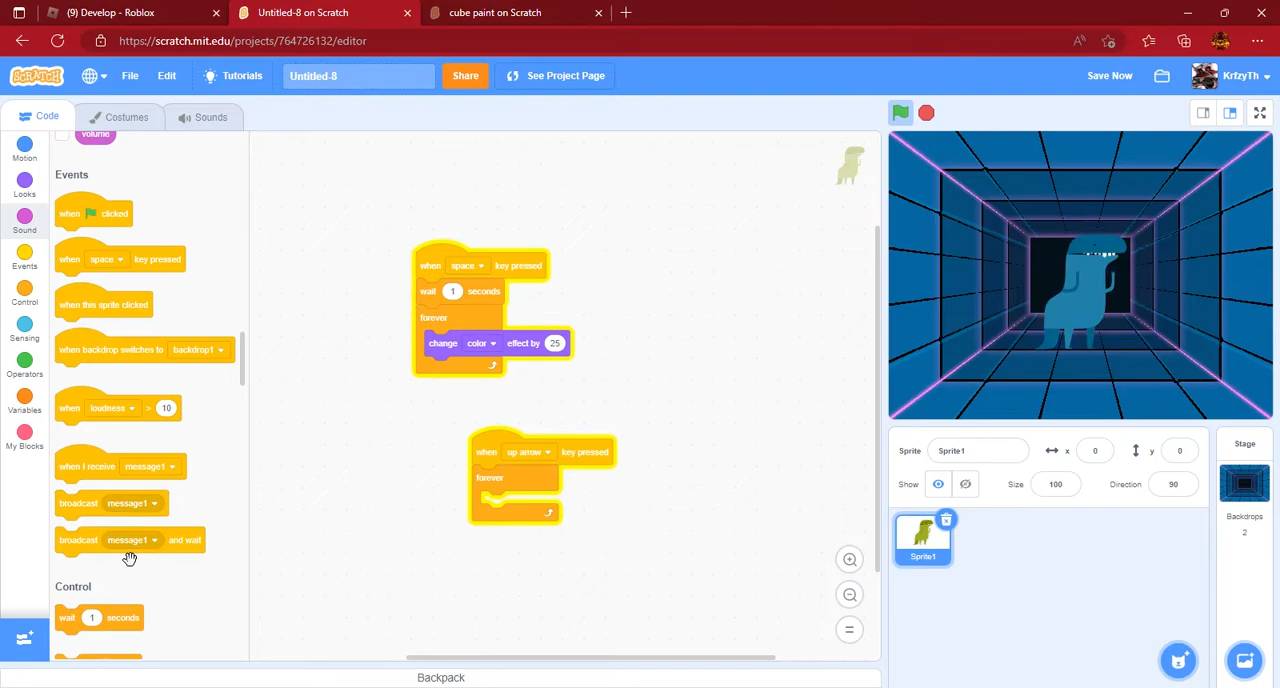 (9) Develop - Roblox
Untitled-8 on Scratch
cube paint on Scratch
https://scratch.mit.edu/projects/764726132/editor
SCRATCH
File
Edit
Tutorials
Untitled-8
Share
See Project Page
Save Now
KrfzyTh
Code
Costumes
Sounds
Motion
Looks
Sound
Events
Control
Sensing
Operators
Variables
My Blocks
volume
Events
when clicked
when space key pressed
when this sprite clicked
when backdrop switches to backdrop1
when loudness > 10
when I receive message1
broadcast message1
broadcast message1 and wait
Control
wait 1 seconds
when space key pressed
wait 1 seconds
forever
change color effect by 25
when up arrow key pressed
forever
Backpack
Sprite Sprite1 x 0 y 0
Show Size 100 Direction 90
Sprite1
Stage
Backdrops
2